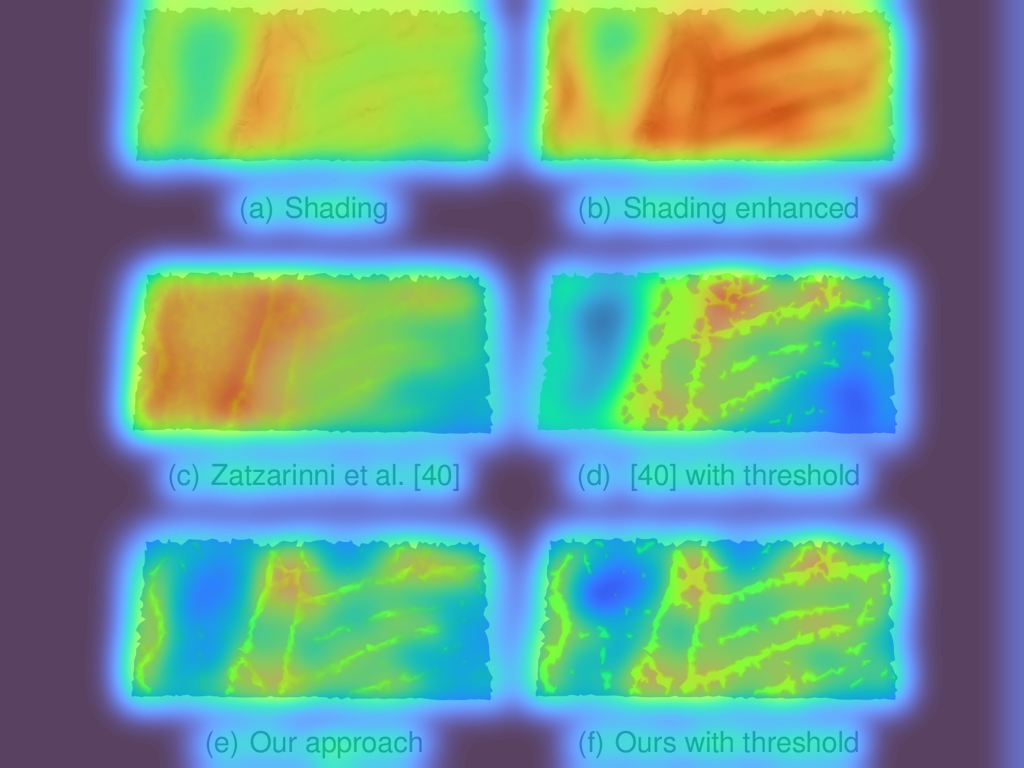 (a) Shading
(b) Shading enhanced
(c) Zatzarinni et al. [40]
(d) [40] with threshold
(e) Our approach
(f) Ours with threshold